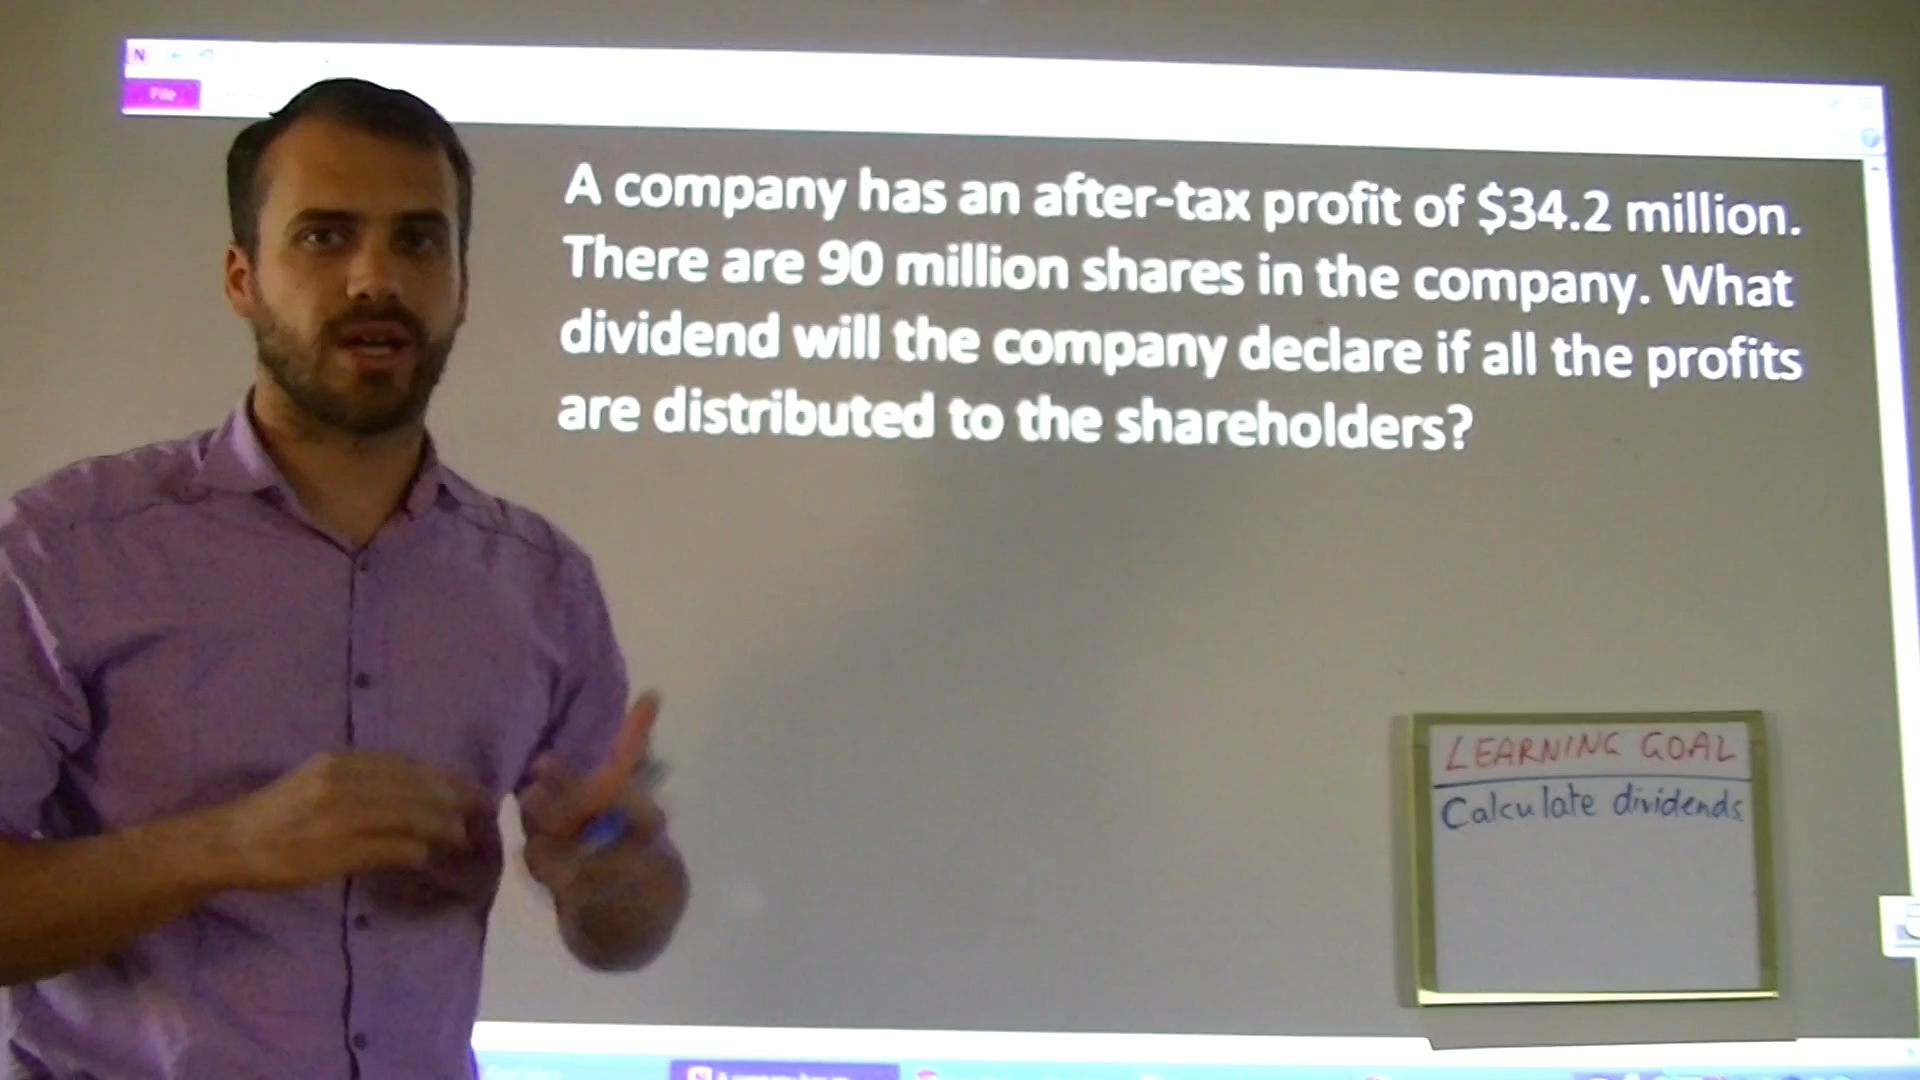 N
File
A company has an after-tax profit of $34.2 million.
There are 90 million shares in the company. What
dividend will the company declare if all the profits
are distributed to the shareholders?
LEARNING GOAL
Calculate dividends